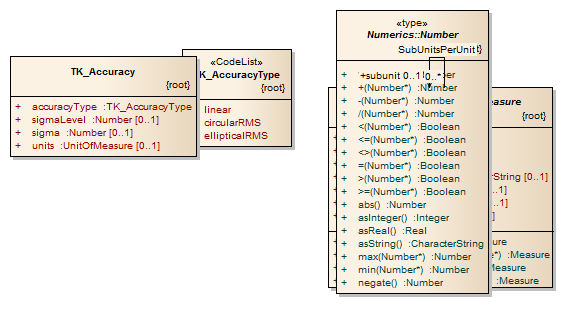 TK_Accuracy
{root}
+ accuracyType :TK_AccuracyType
+ sigmaLevel :Number [0..1]
+ sigma :Number [0..1]
+ units :UnitOfMeasure [0..1]
«CodeList»
K_AccuracyType
{root}
linear
circularRMS
ellipticalRMS
«type»
Numerics::Number
SubUnitsPerUnit
+ +subunit 0..1 0..*
+ +(Number*) :Number
+ -(Number*) :Number
+ /(Number*) :Number
+ <(Number*) :Boolean
+ <=(Number*) :Boolean
+ <>(Number*) :Boolean
+ =(Number*) :Boolean
+ >(Number*) :Boolean
+ >=(Number*) :Boolean
+ abs() :Number
+ asInteger() :Integer
+ asReal() :Real
+ asString() :CharacterString
+ max(Number*) :Number
+ min(Number*) :Number
+ negate() :Number
easure
{root}
rString [0..1]
..1]
..1]
]
ure
*) :Measure
Measure
:Measure